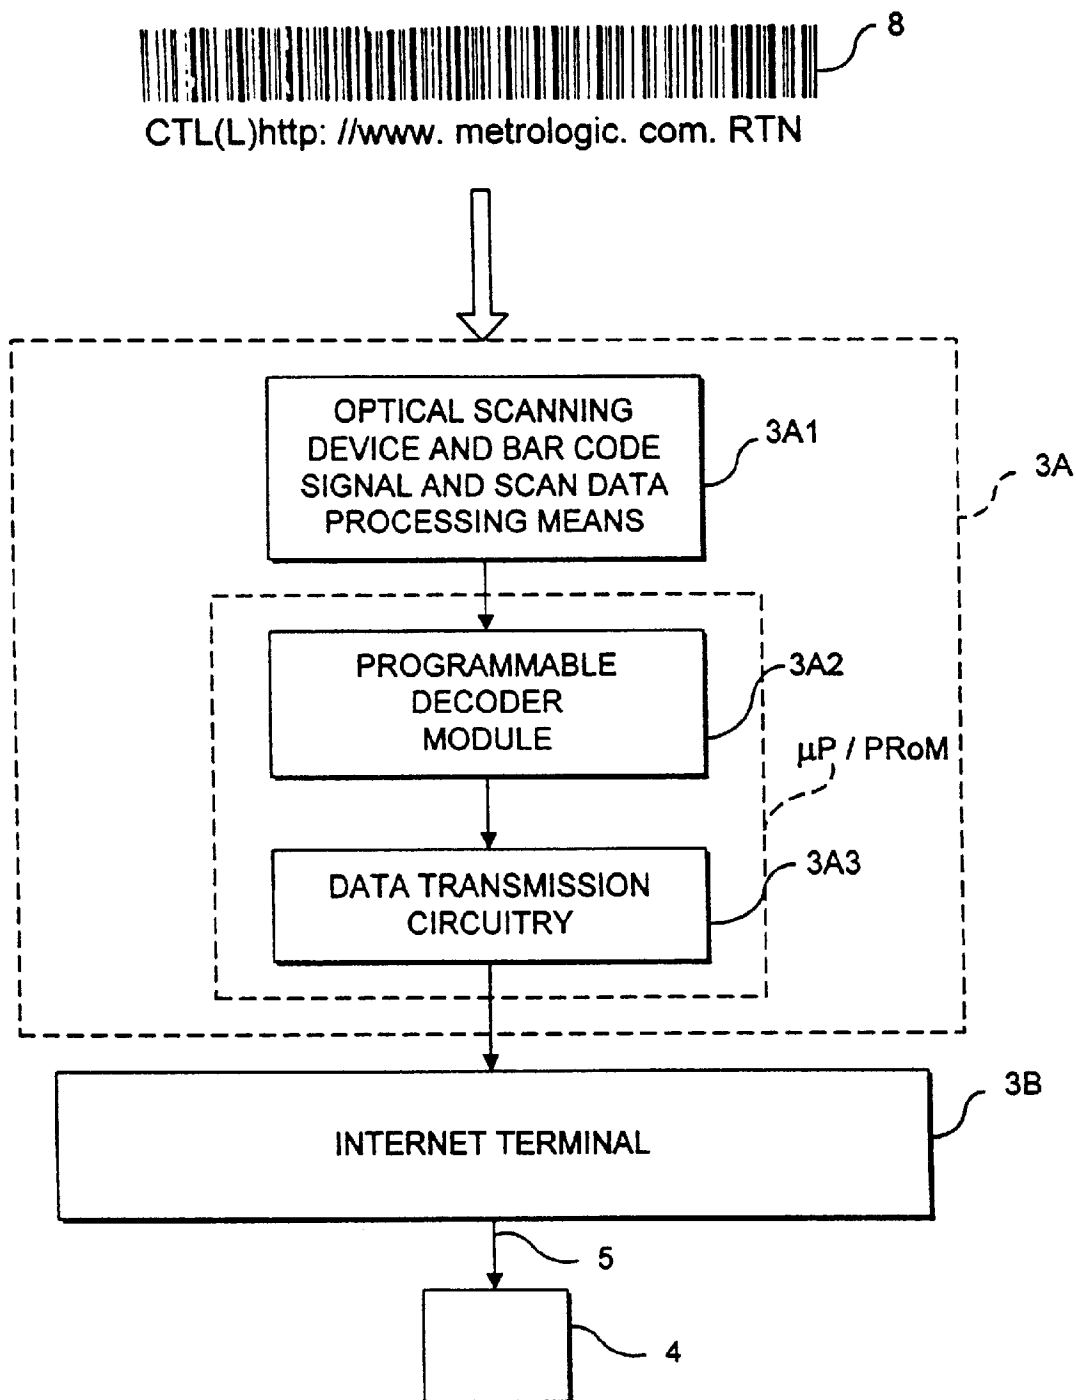 8
CTL(L)http: //www. metrologic. com. RTN
OPTICAL SCANNING
DEVICE AND BAR CODE
SIGNAL AND SCAN DATA
PROCESSING MEANS
3A1
3A
PROGRAMMABLE
DECODER
MODULE
3A2
μP / PRoM
DATA TRANSMISSION
CIRCUITRY
3A3
INTERNET TERMINAL
3B
5
4